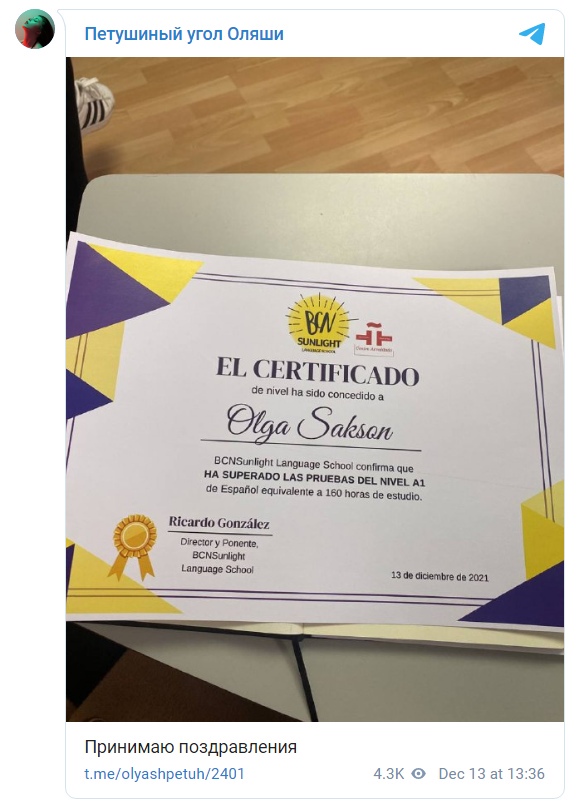 Петушиный угол Оляши
BCN
SUNLIGHT
LANGUAGE SCHOOL
EL CERTIFICADO
de nivel ha sido concedido a
Olga Sakson
BCNSunlight Language School confirma que
HA SUPERADO LAS PRUEBAS DEL NIVEL A1
de Español equivalente a 160 horas de estudio.
Ricardo González
Director y Ponente,
BCNSunlight
Language School
13 de diciembre de 2021
Принимаю поздравления
t.me/olyashpetuh/2401
4.3K Dec 13 at 13:36